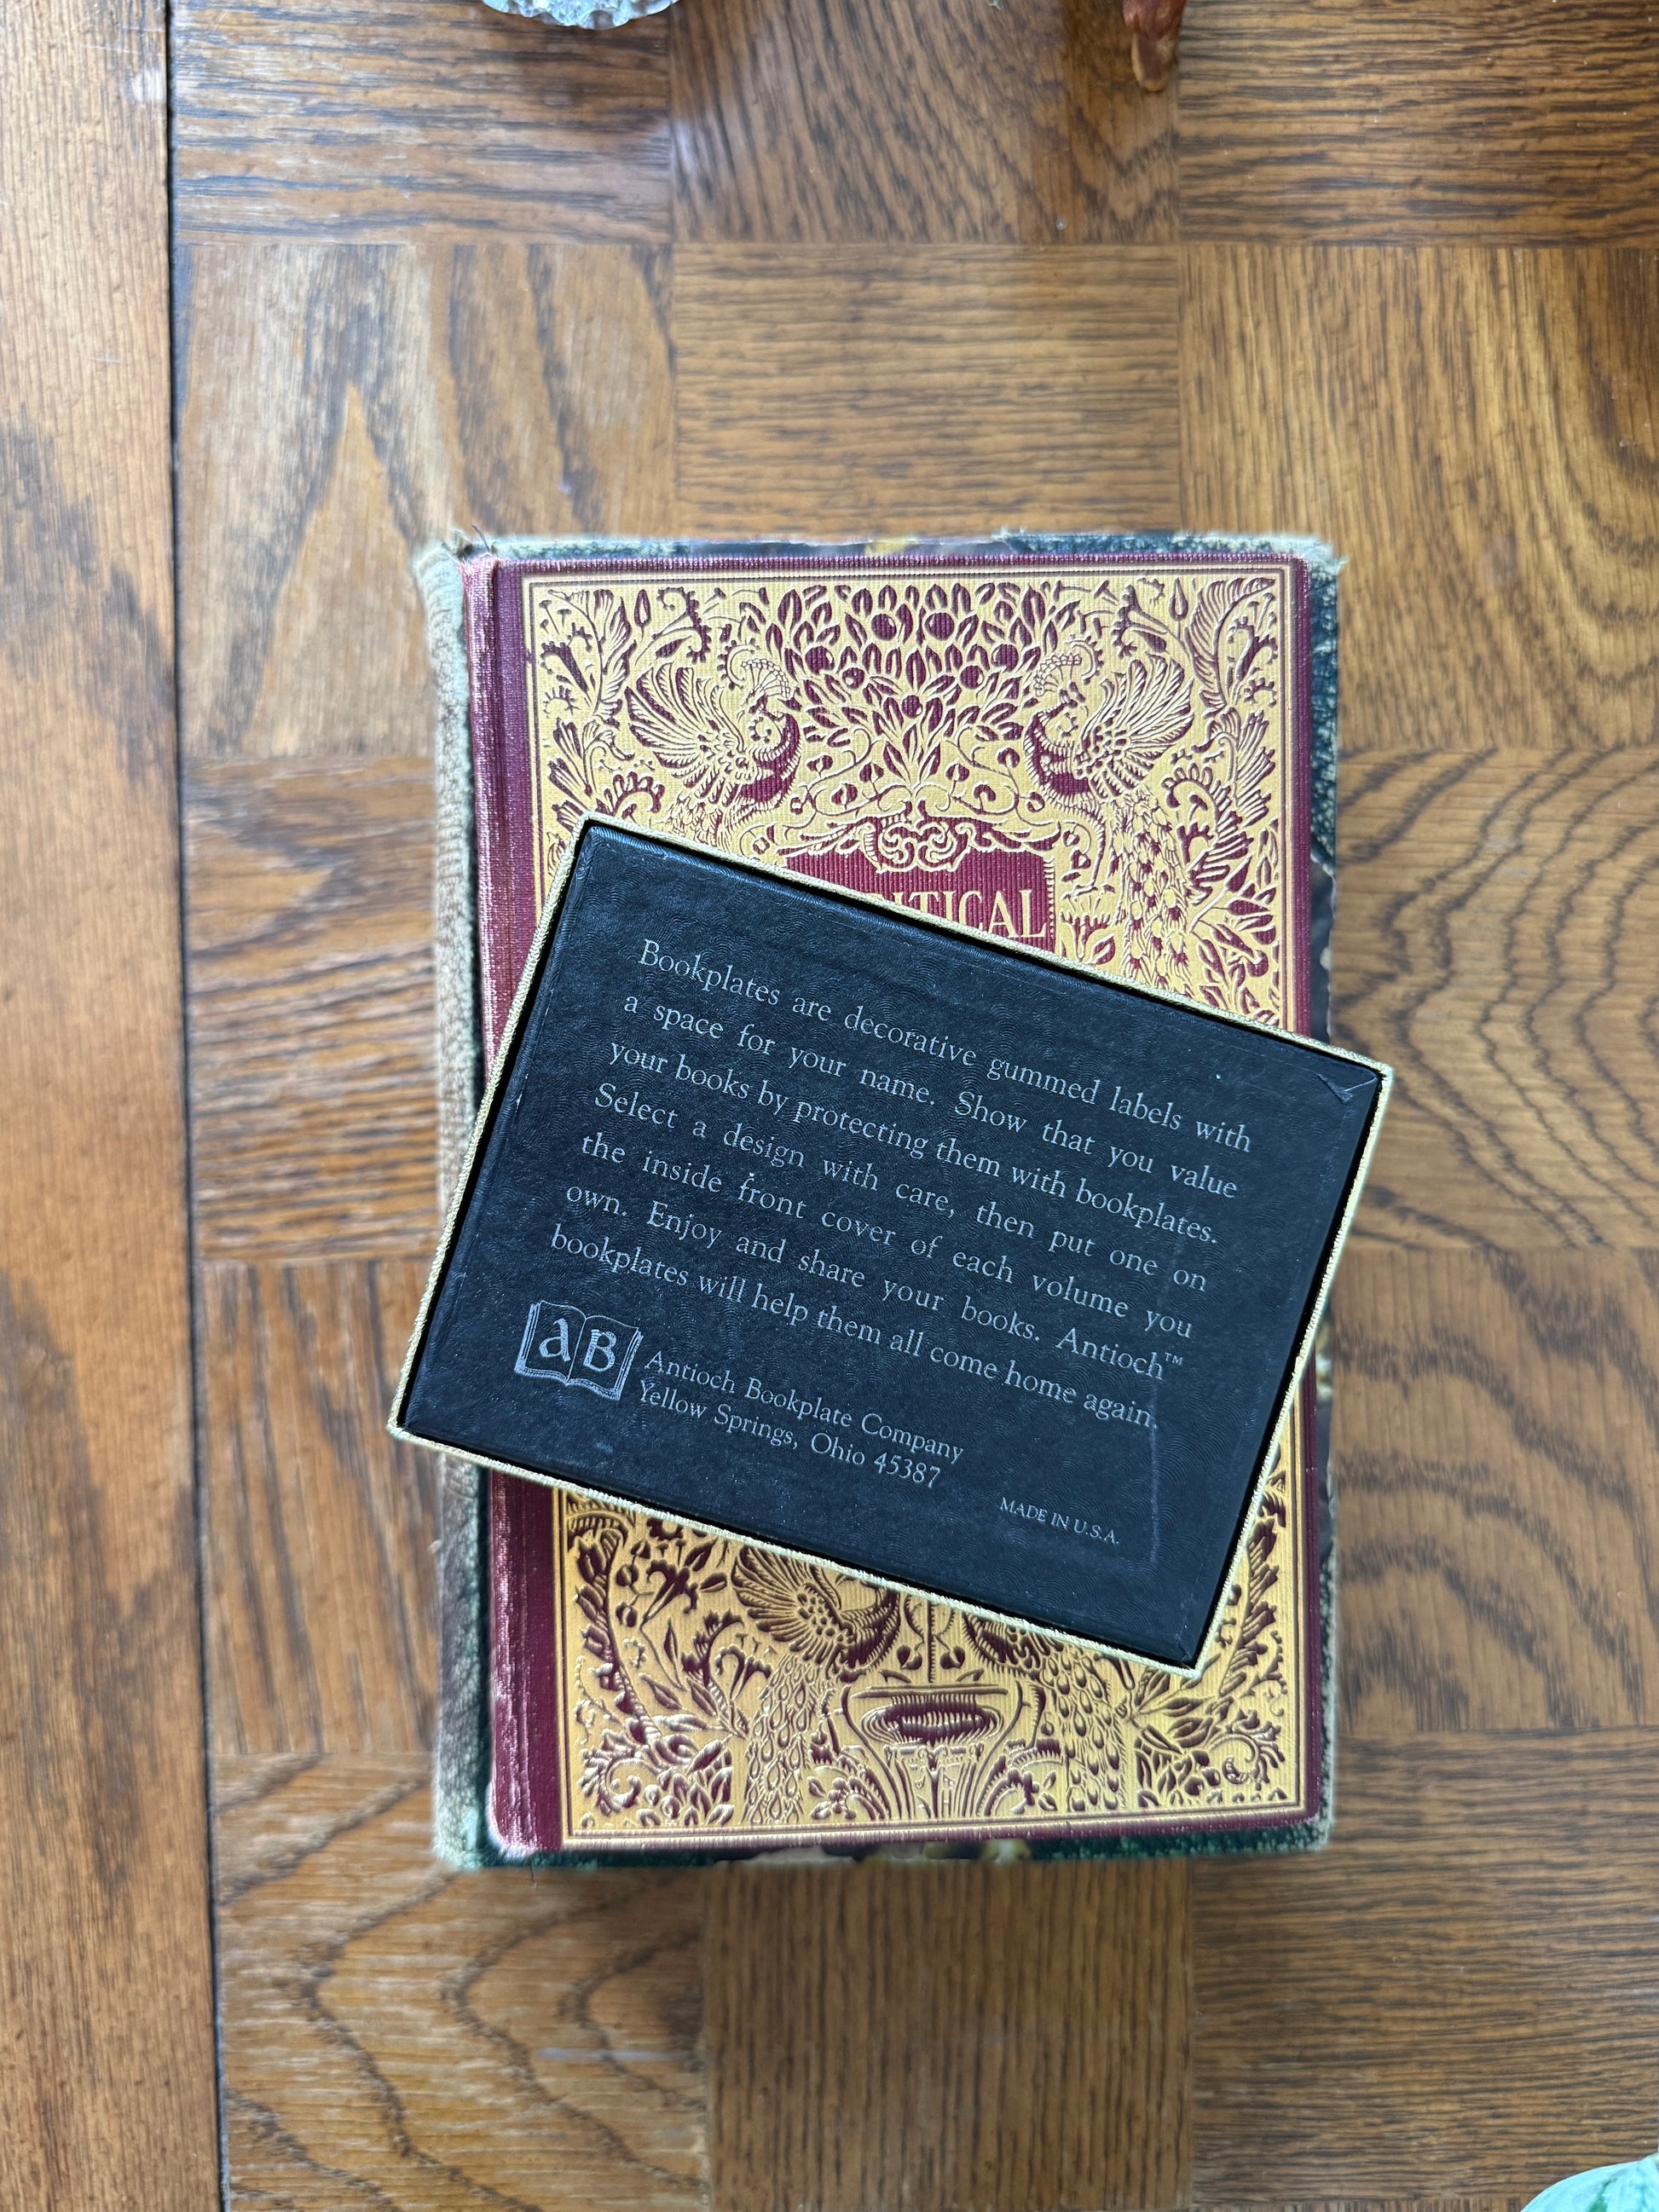 ITICAL
Bookplates are decorative gummed labels with
a space for your name. Show that you value
your books by protecting them with bookplates.
Select a design with care, then put one on
the inside front cover of each volume you
own. Enjoy and share your books. Antioch™
bookplates will help them all come home again.
aB
Antioch Bookplate Company
Yellow Springs, Ohio 45387
MADE IN U.S.A.